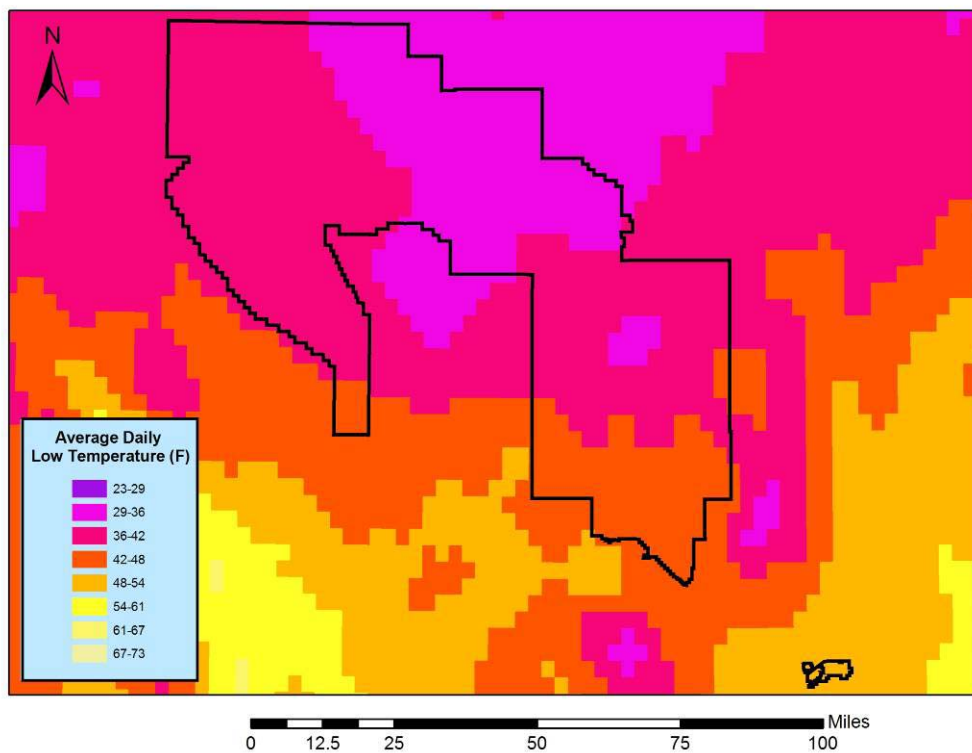 N
Average Daily
Low Temperature (F)
23-29
29-36
36-42
42-48
48-54
54-61
61-67
67-73
Miles
0 12.5 25 50 75 100